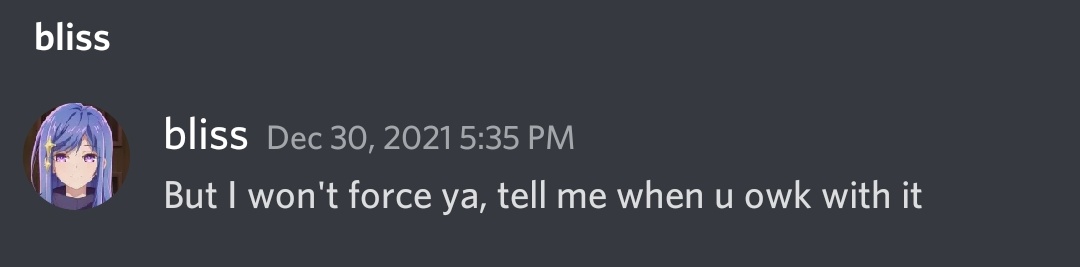 bliss
bliss Dec 30, 2021 5:35 PM
But I won't force ya, tell me when u owk with it